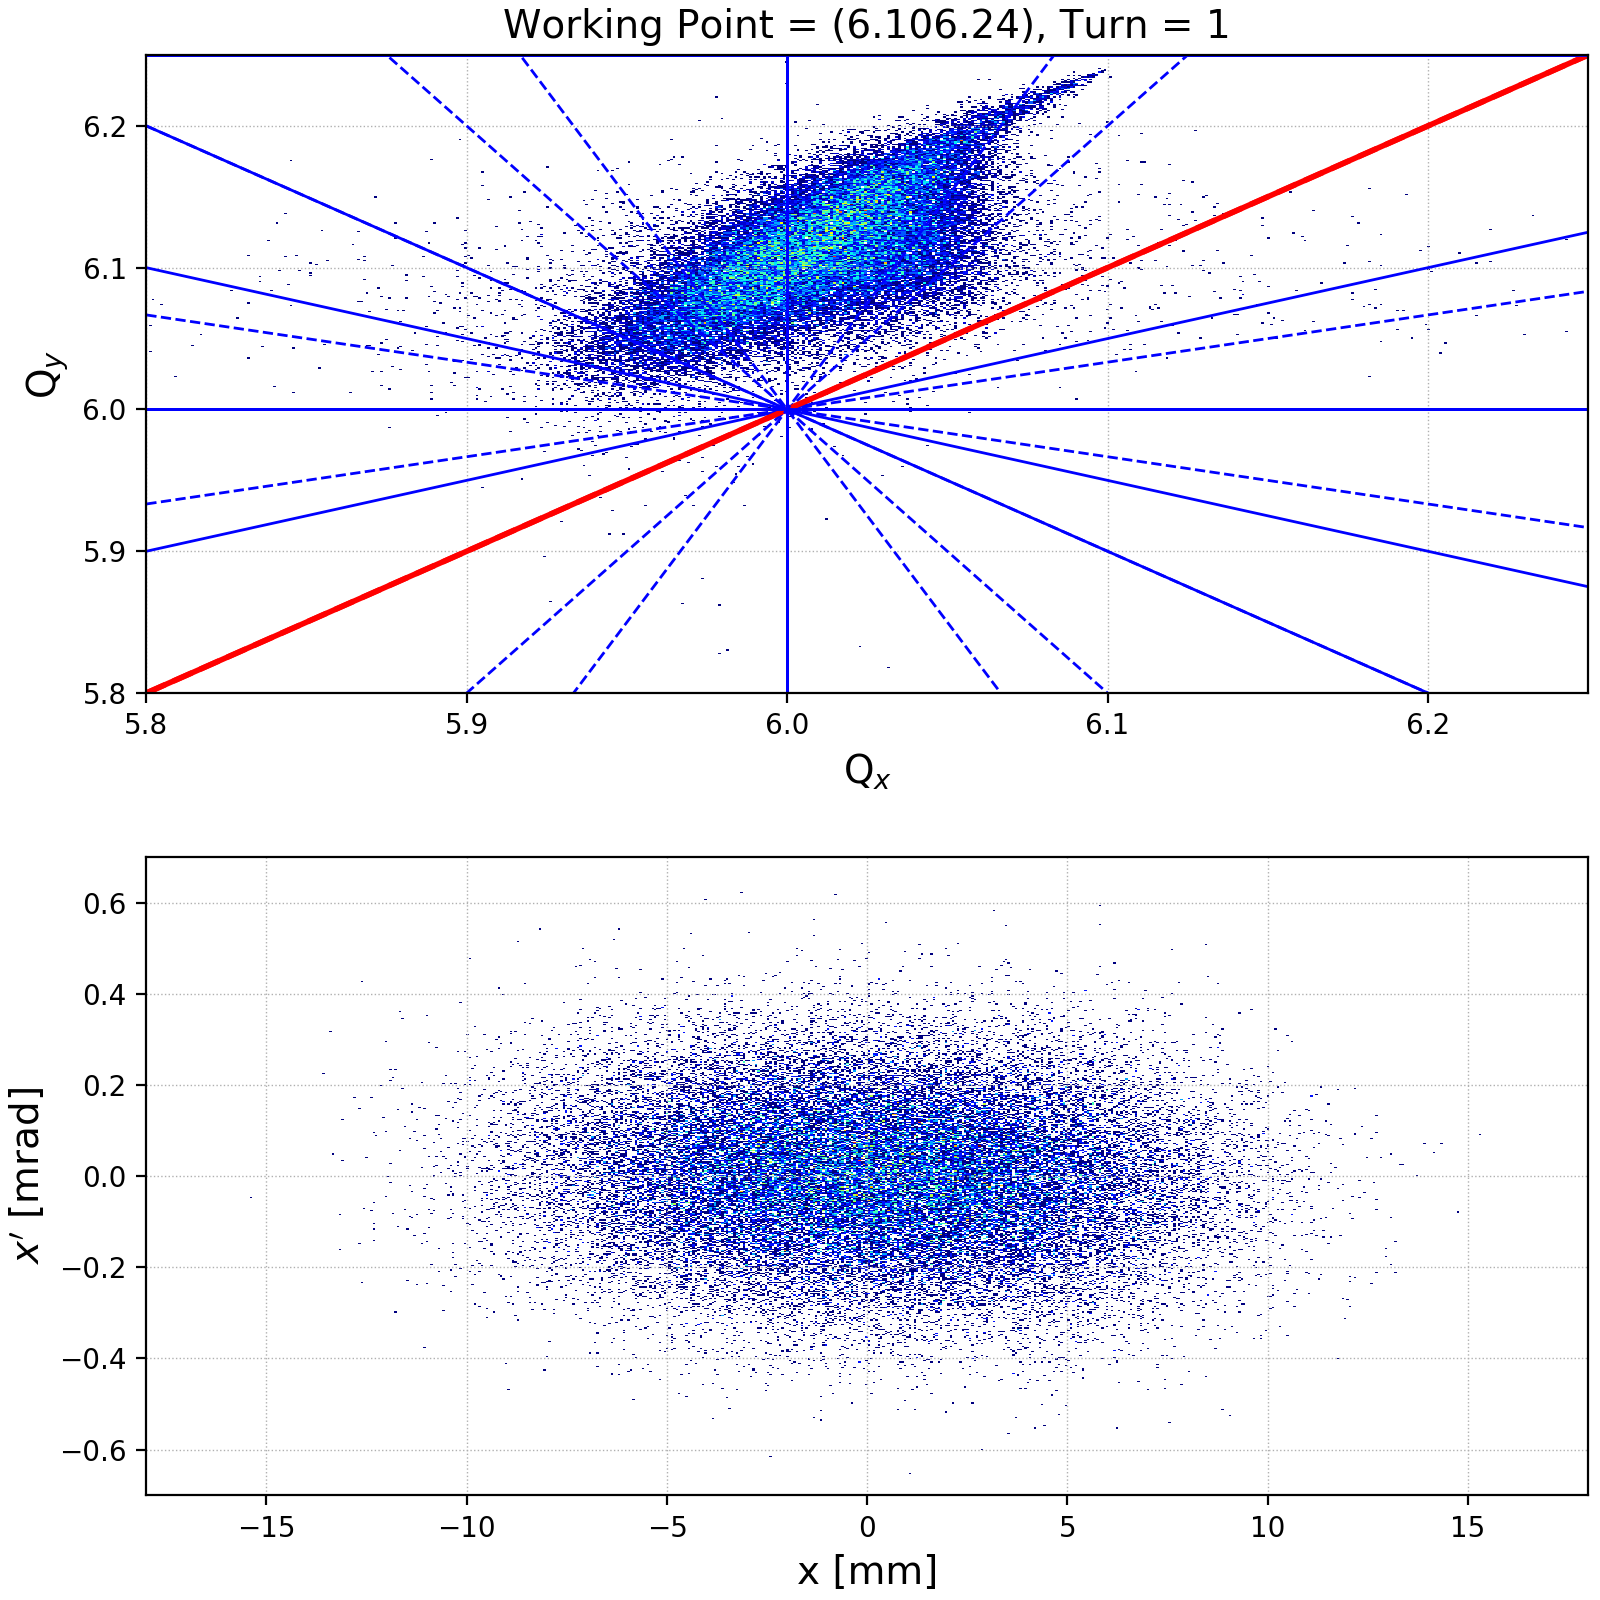 Working Point = (6.106.24), Turn = 1
6.2
6.1
6.0
5.9
5.8
Q_y
5.8 5.9 6.0 6.1 6.2
Q_x
0.6
0.4
0.2
0.0
−0.2
−0.4
−0.6
x′ [mrad]
−15 −10 −5 0 5 10 15
x [mm]